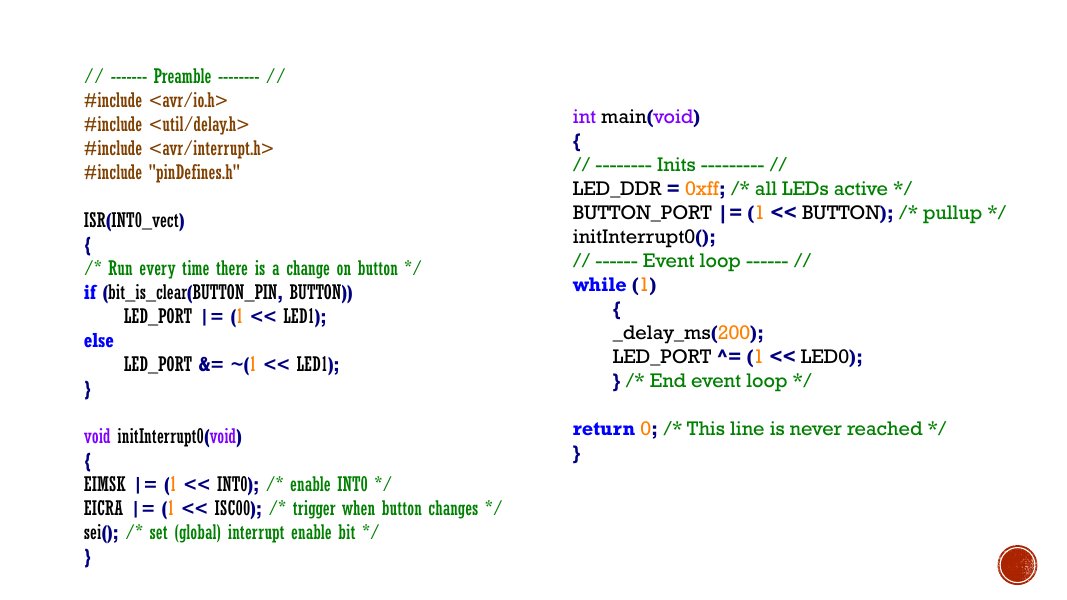 // ------- Preamble -------- //
#include <avr/io.h>
#include <util/delay.h>
#include <avr/interrupt.h>
#include "pinDefines.h"
ISR(INT0_vect)
{
/* Run every time there is a change on button */
if (bit_is_clear(BUTTON_PIN, BUTTON))
LED_PORT |= (1 << LED1);
else
LED_PORT &= ~(1 << LED1);
}
void initInterrupt0(void)
{
EIMSK |= (1 << INT0); /* enable INT0 */
EICRA |= (1 << ISC00); /* trigger when button changes */
sei(); /* set (global) interrupt enable bit */
}
int main(void)
{
// -------- Inits --------- //
LED_DDR = 0xff; /* all LEDs active */
BUTTON_PORT |= (1 << BUTTON); /* pullup */
initInterrupt0();
// ------ Event loop ------ //
while (1)
{
_delay_ms(200);
LED_PORT ^= (1 << LED0);
} /* End event loop */
return 0; /* This line is never reached */
}